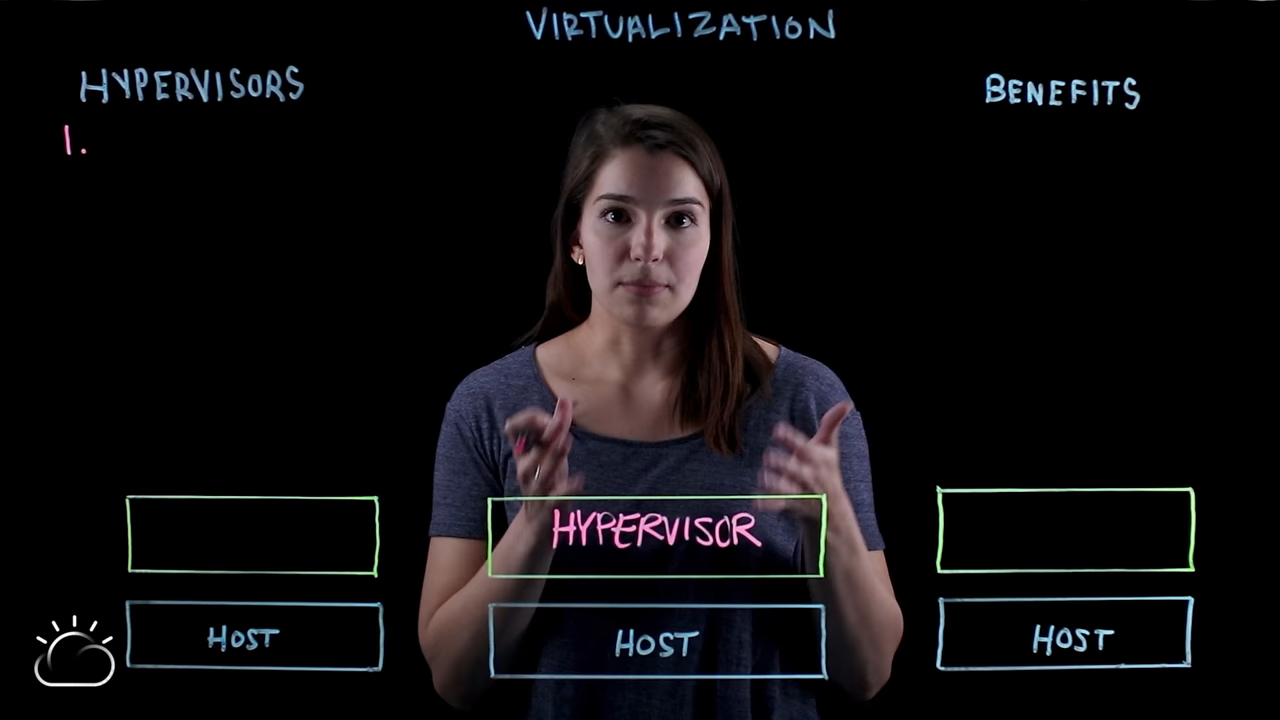 VIRTUALIZATION
HYPERVISORS
BENEFITS
1.
HYPERVISOR
HOST
HOST
HOST